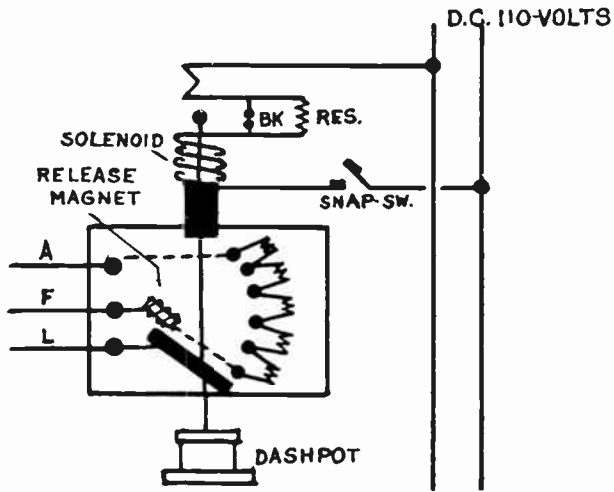 D.C. 110-VOLTS
BK RES.
SOLENOID
RELEASE
MAGNET
SNAP-SW.
A
F
L
DASHPOT